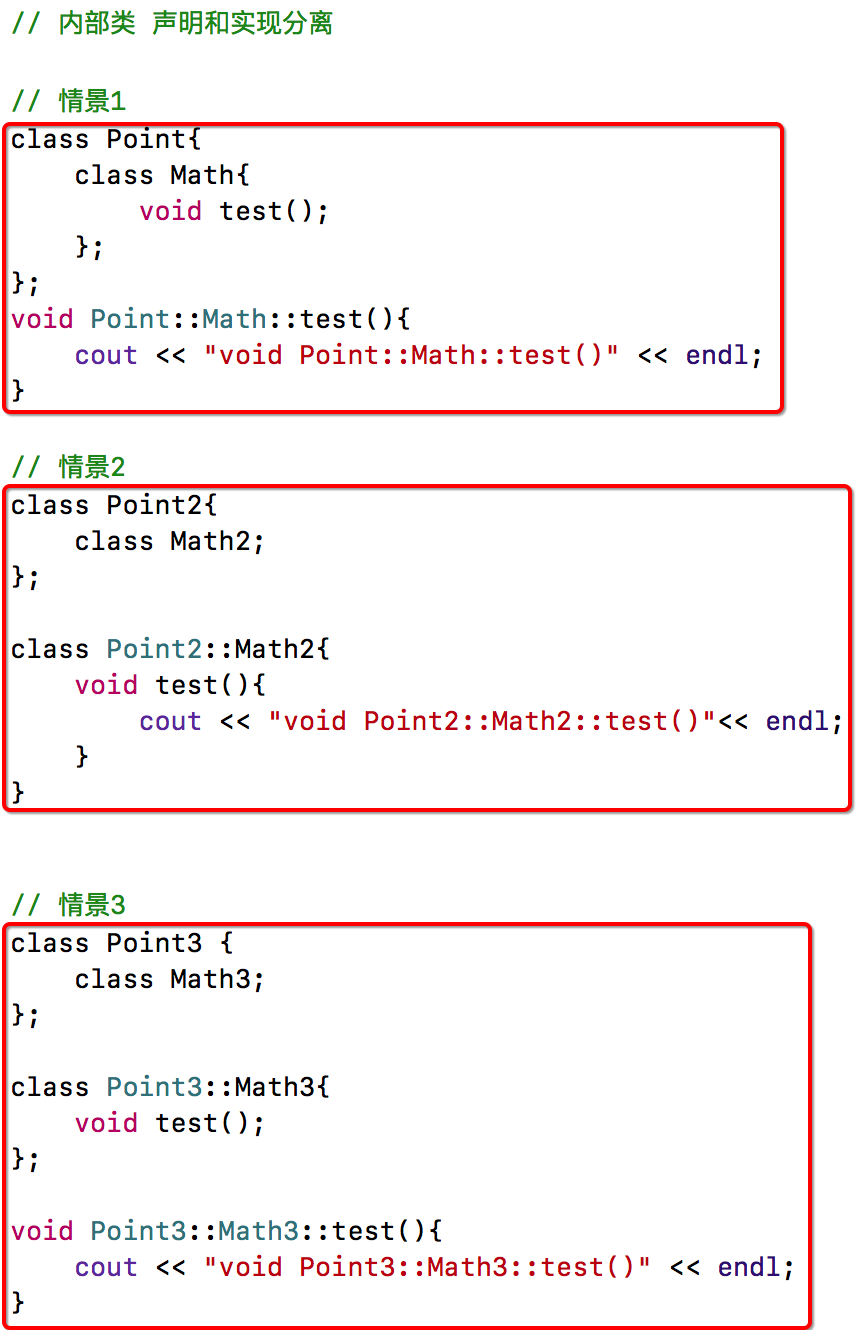 // 内部类 声明和实现分离
// 情景1
class Point{
    class Math{
        void test();
    };
};
void Point::Math::test(){
    cout << "void Point::Math::test()" << endl;
}
// 情景2
class Point2{
    class Math2;
};
class Point2::Math2{
    void test(){
        cout << "void Point2::Math2::test()"<< endl;
    }
}
// 情景3
class Point3 {
    class Math3;
};
class Point3::Math3{
    void test();
};
void Point3::Math3::test(){
    cout << "void Point3::Math3::test()" << endl;
}